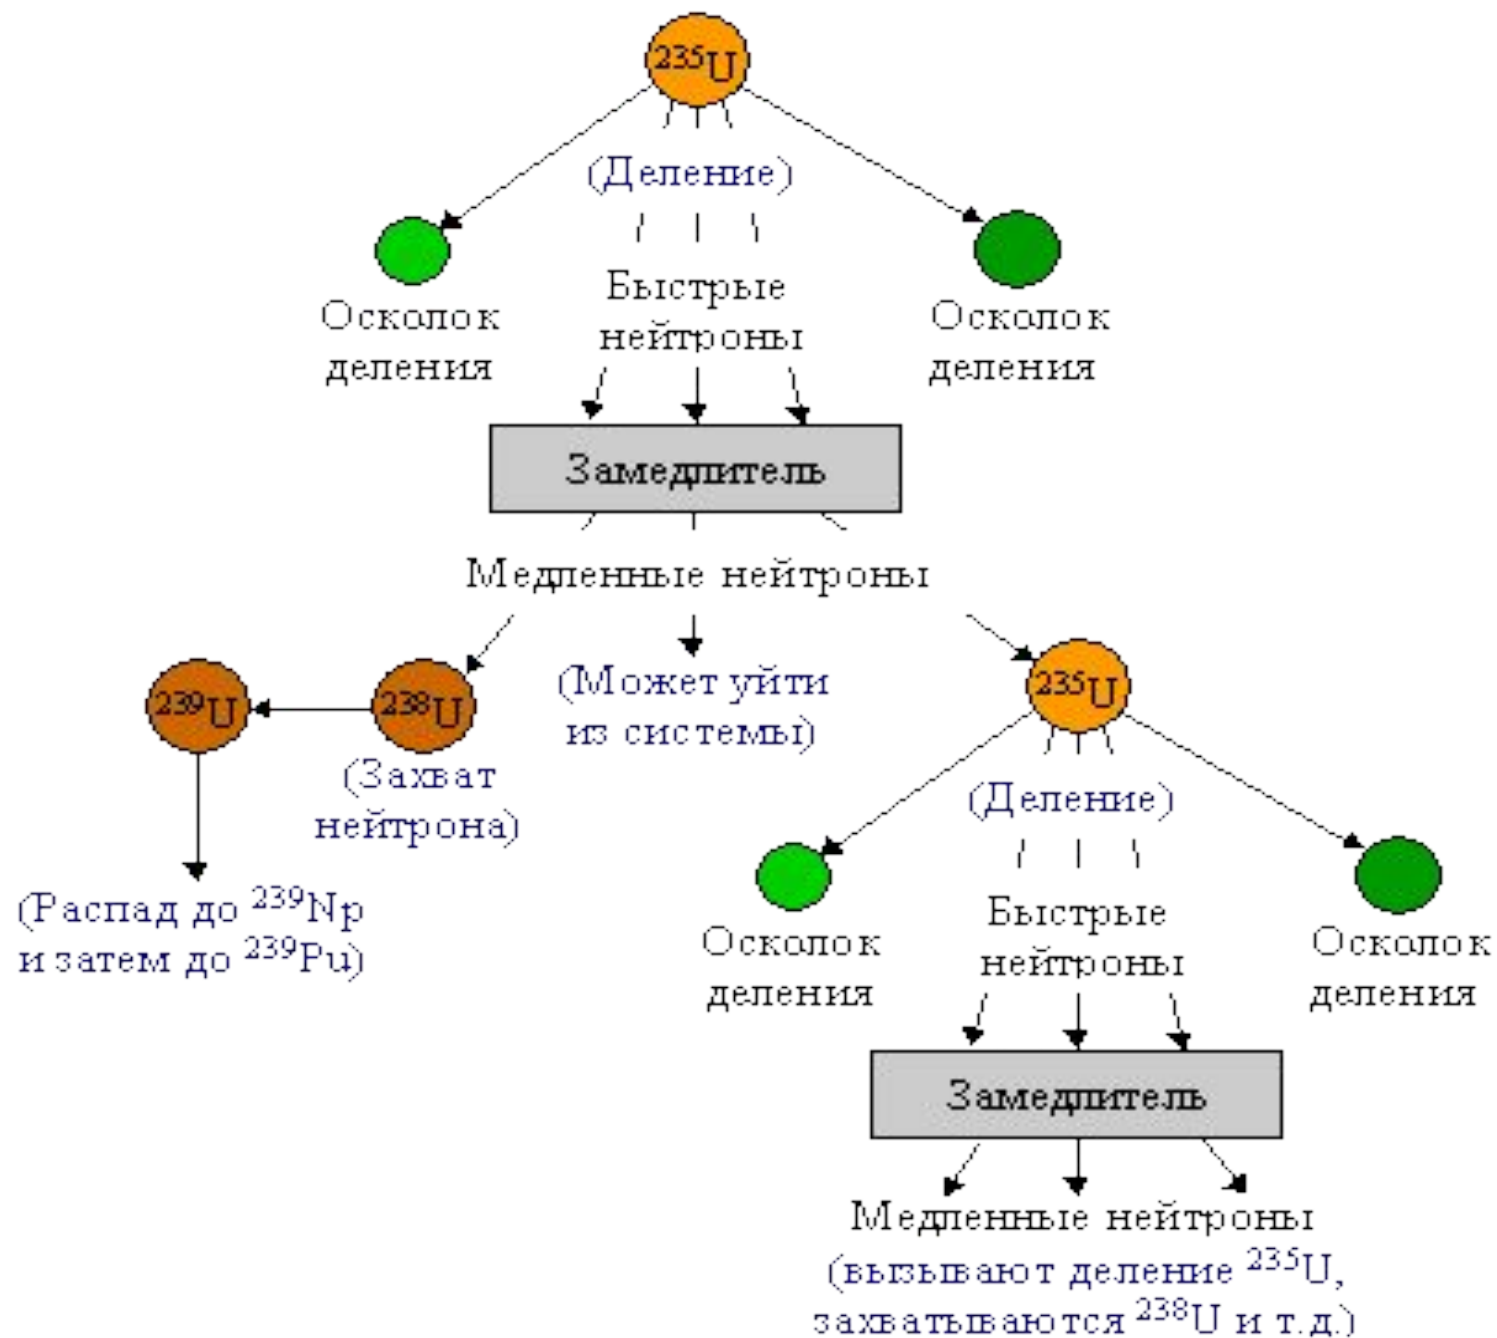 ²³⁵U
(Деление)
Быстрые
нейтроны
Осколок
деления
Осколок
деления
Замедлитель
Медленные нейтроны
²³⁹U
²³⁸U
(Захват
нейтрона)
(Может уйти
из системы)
²³⁵U
(Распад до ²³⁹Np
и затем до ²³⁹Pu)
(Деление)
Быстрые
нейтроны
Осколок
деления
Осколок
деления
Замедлитель
Медленные нейтроны
(вызывают деление ²³⁵U,
захватываются ²³⁸U и т.д.)